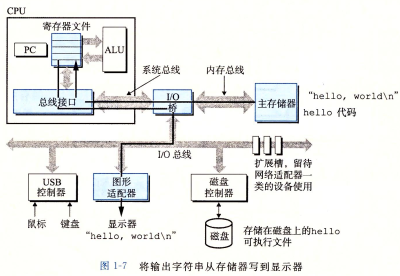 CPU
寄存器文件
PC
ALU
系统总线
内存总线
总线接口
I/O
桥
主存储器
“hello, world\n”
hello 代码
I/O 总线
扩展槽，留待
网络适配器一
类的设备使用
USB
控制器
图形
适配器
磁盘
控制器
鼠标
键盘
显示器
“hello, world\n”
磁盘
存储在磁盘上的hello
可执行文件
图 1-7 将输出字符串从存储器写到显示器